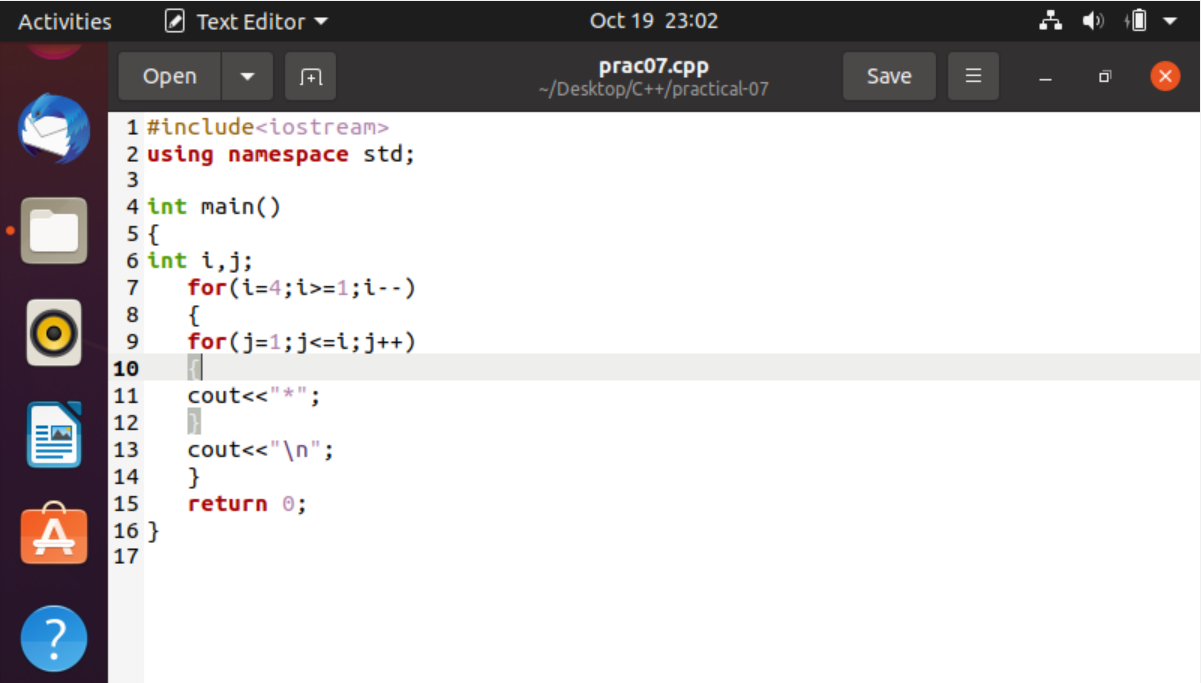 Activities Text Editor Oct 19 23:02
Open prac07.cpp Save
~/Desktop/C++/practical-07
1 #include<iostream>
2 using namespace std;
3
4 int main()
5 {
6 int i,j;
7    for(i=4;i>=1;i--)
8    {
9    for(j=1;j<=i;j++)
10    {
11    cout<<"*";
12    }
13    cout<<"\n";
14    }
15    return 0;
16 }
17